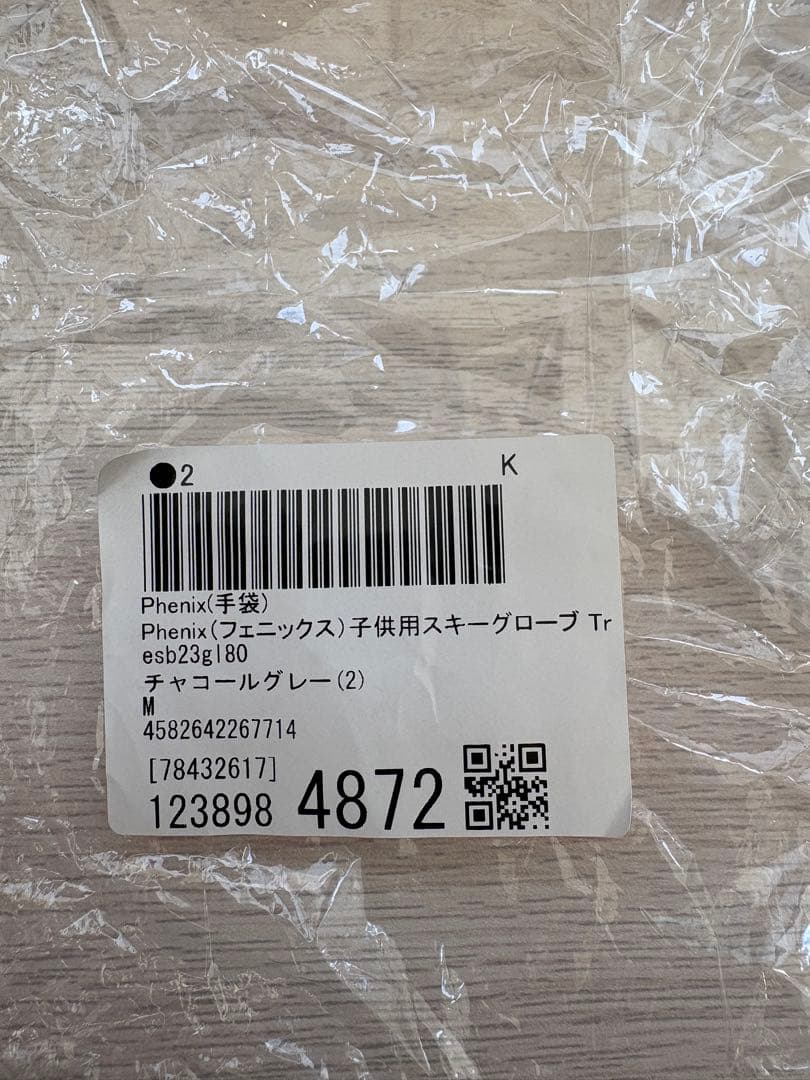 ●2 K
Phenix(手袋)
Phenix(フェニックス)子供用スキーグローブ Tr
esb23gl80
チャコールグレー(2)
M
4582642267714
[78432617]
123898 4872